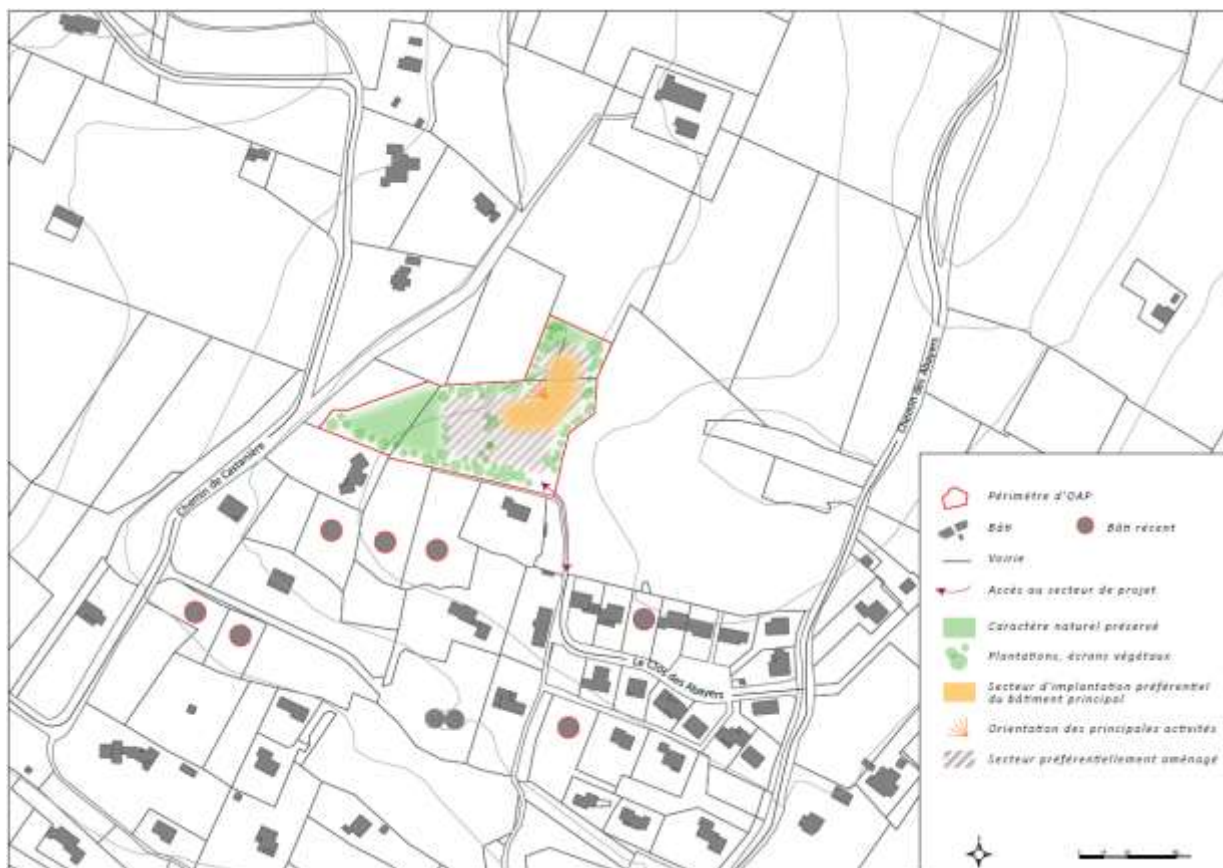 Chemin de Castanière
Chemin des Abayers
Le Clos des Abayers
Périmètre d'OAP
Bâti
Bâti récent
Voirie
Accès au secteur de projet
Caractère naturel préservé
Plantations, écrans végétaux
Secteur d'implantation préférentiel
du bâtiment principal
Orientation des principales activités
Secteur préférentiellement aménagé